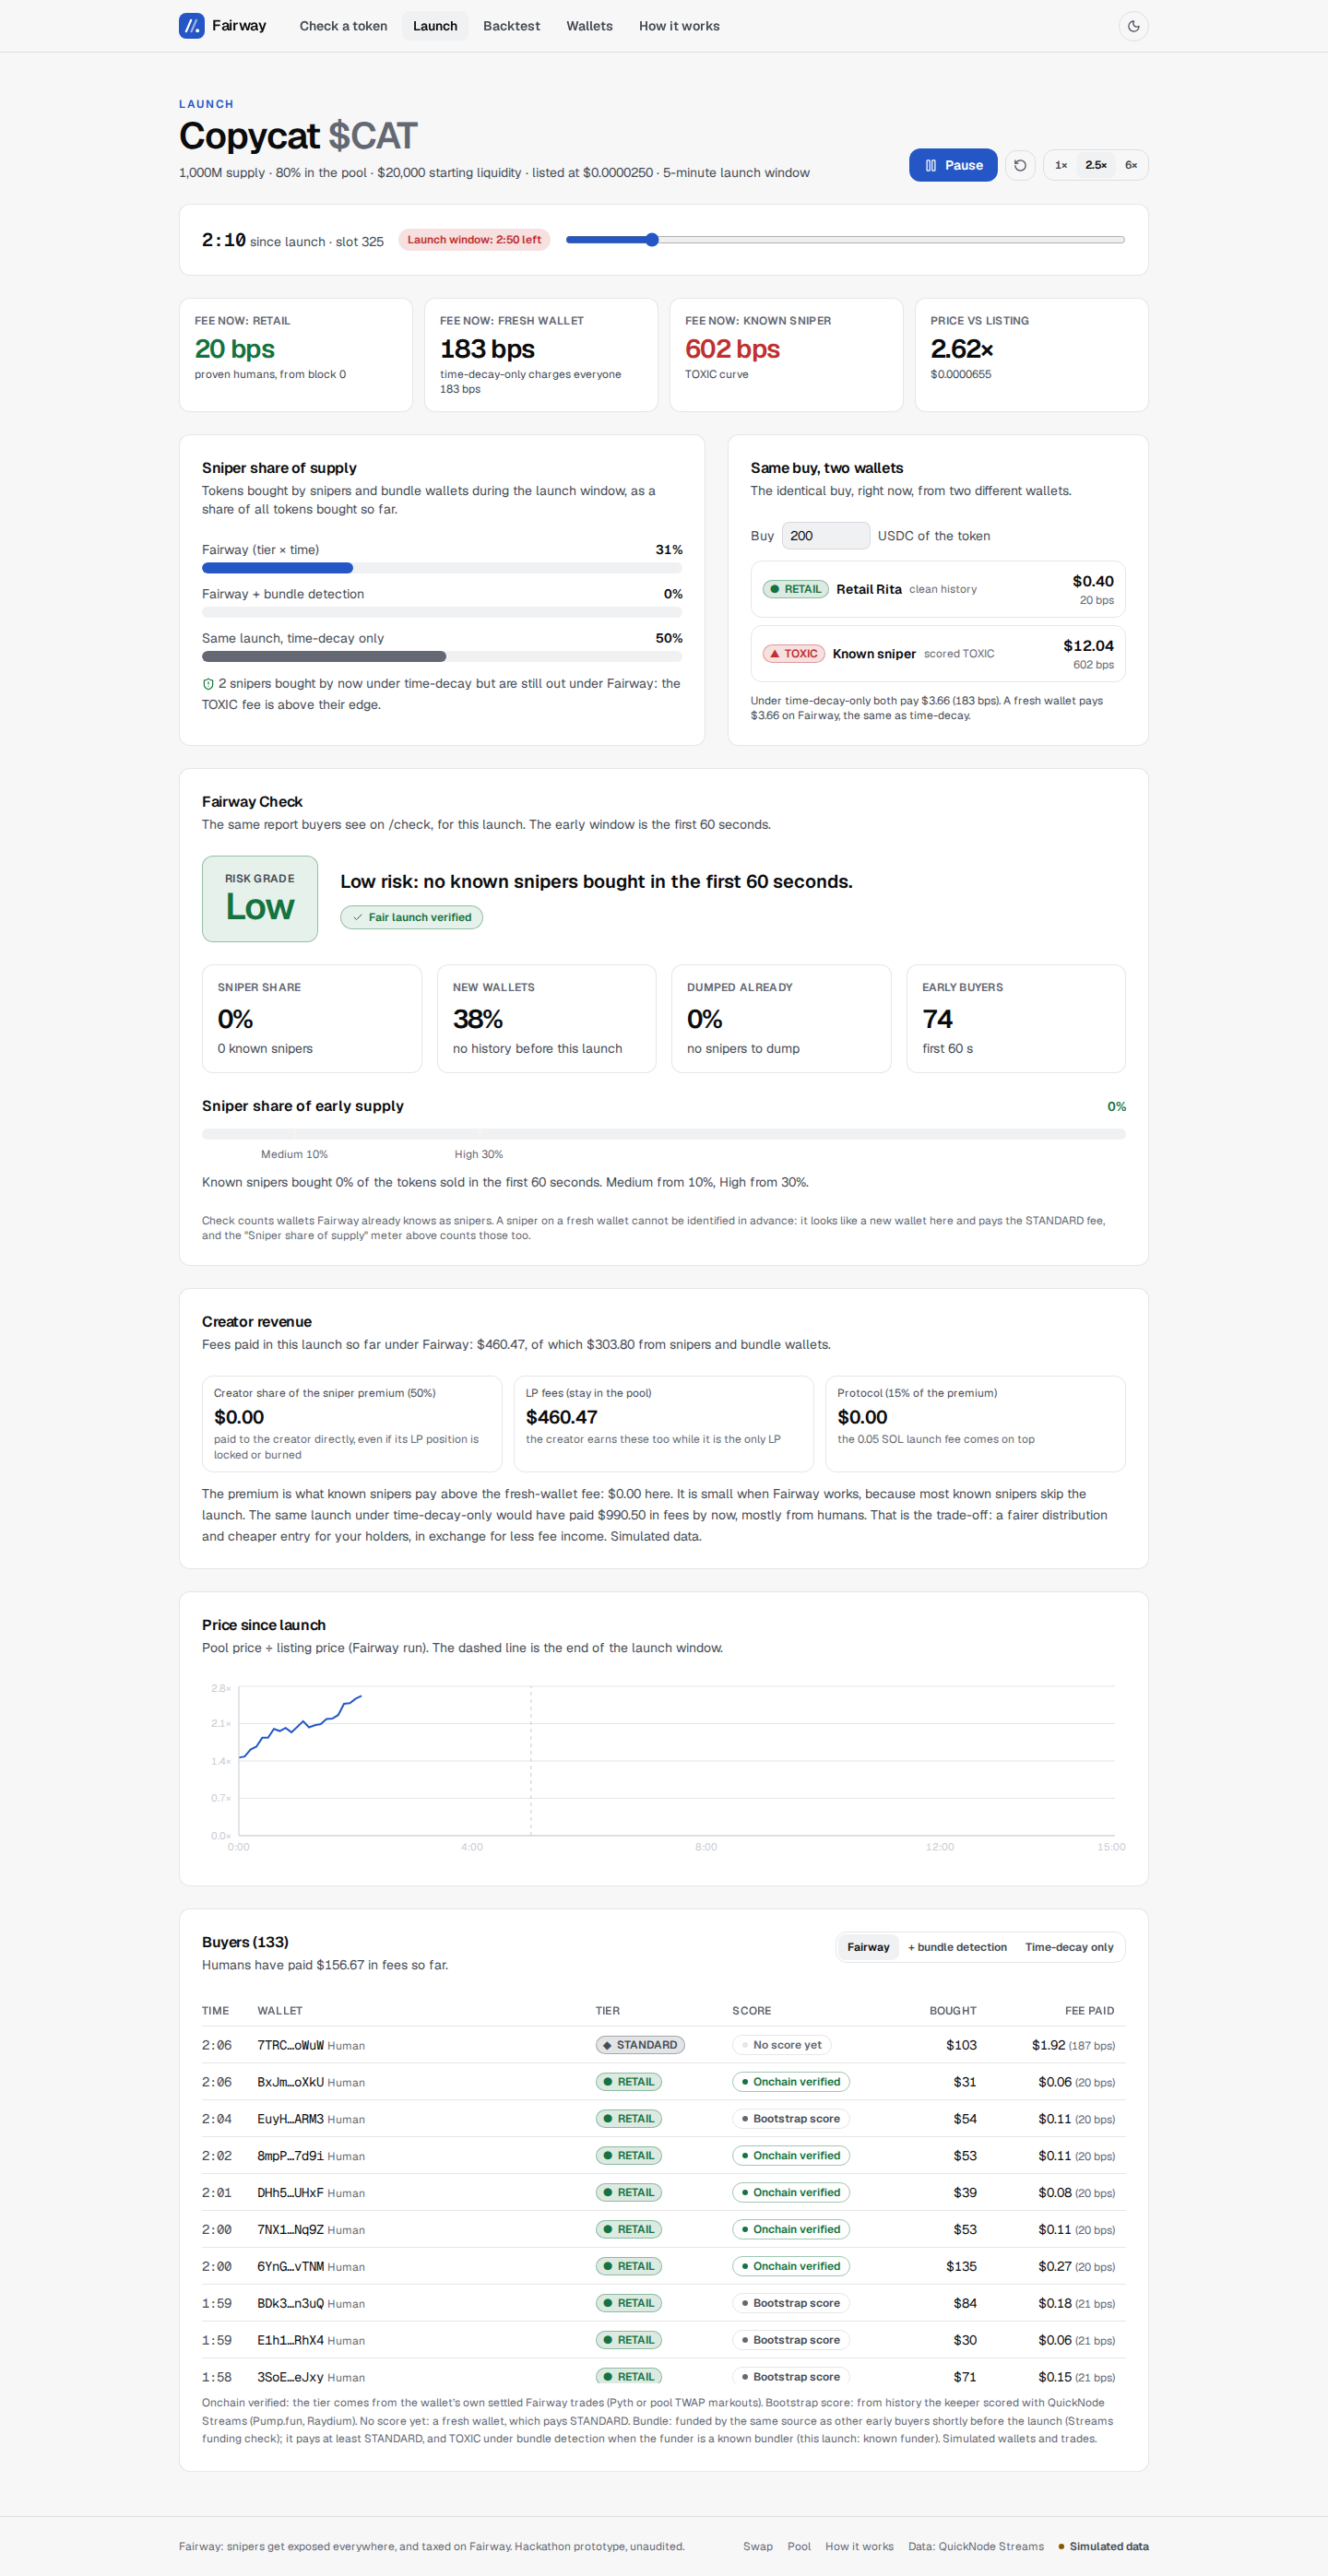 Fairway
Check a token
Launch
Backtest
Wallets
How it works
LAUNCH
Copycat $CAT
1,000M supply · 80% in the pool · $20,000 starting liquidity · listed at $0.0000250 · 5-minute launch window
Pause
1×
2.5×
6×
2:10 since launch · slot 325
Launch window: 2:50 left
FEE NOW: RETAIL
20 bps
proven humans, from block 0
FEE NOW: FRESH WALLET
183 bps
time-decay-only charges everyone
183 bps
FEE NOW: KNOWN SNIPER
602 bps
TOXIC curve
PRICE VS LISTING
2.62×
$0.0000655
Sniper share of supply
Tokens bought by snipers and bundle wallets during the launch window, as a
share of all tokens bought so far.
Fairway (tier × time) 31%
Fairway + bundle detection 0%
Same launch, time-decay only 50%
2 snipers bought by now under time-decay but are still out under Fairway: the
TOXIC fee is above their edge.
Same buy, two wallets
The identical buy, right now, from two different wallets.
Buy 200 USDC of the token
RETAIL Retail Rita clean history $0.40
20 bps
TOXIC Known sniper scored TOXIC $12.04
602 bps
Under time-decay-only both pay $3.66 (183 bps). A fresh wallet pays
$3.66 on Fairway, the same as time-decay.
Fairway Check
The same report buyers see on /check, for this launch. The early window is the first 60 seconds.
RISK GRADE
Low
Low risk: no known snipers bought in the first 60 seconds.
Fair launch verified
SNIPER SHARE
0%
0 known snipers
NEW WALLETS
38%
no history before this launch
DUMPED ALREADY
0%
no snipers to dump
EARLY BUYERS
74
first 60 s
Sniper share of early supply 0%
Medium 10% High 30%
Known snipers bought 0% of the tokens sold in the first 60 seconds. Medium from 10%, High from 30%.
Check counts wallets Fairway already knows as snipers. A sniper on a fresh wallet cannot be identified in advance: it looks like a new wallet here and pays the STANDARD fee,
and the "Sniper share of supply" meter above counts those too.
Creator revenue
Fees paid in this launch so far under Fairway: $460.47, of which $303.80 from snipers and bundle wallets.
Creator share of the sniper premium (50%)
$0.00
paid to the creator directly, even if its LP position is
locked or burned
LP fees (stay in the pool)
$460.47
the creator earns these too while it is the only LP
Protocol (15% of the premium)
$0.00
the 0.05 SOL launch fee comes on top
The premium is what known snipers pay above the fresh-wallet fee: $0.00 here. It is small when Fairway works, because most known snipers skip the
launch. The same launch under time-decay-only would have paid $990.50 in fees by now, mostly from humans. That is the trade-off: a fairer distribution
and cheaper entry for your holders, in exchange for less fee income. Simulated data.
Price since launch
Pool price ÷ listing price (Fairway run). The dashed line is the end of the launch window.
2.8×
2.1×
1.4×
0.7×
0.0×
0:00 4:00 8:00 12:00 15:00
Buyers (133)
Humans have paid $156.67 in fees so far.
Fairway
+ bundle detection
Time-decay only
TIME WALLET TIER SCORE BOUGHT FEE PAID
2:06 7TRC…oWuW Human STANDARD No score yet $103 $1.92 (187 bps)
2:06 BxJm…oXkU Human RETAIL Onchain verified $31 $0.06 (20 bps)
2:04 EuyH…ARM3 Human RETAIL Bootstrap score $54 $0.11 (20 bps)
2:02 8mpP…7d9i Human RETAIL Onchain verified $53 $0.11 (20 bps)
2:01 DHh5…UHxF Human RETAIL Onchain verified $39 $0.08 (20 bps)
2:00 7NX1…Nq9Z Human RETAIL Onchain verified $53 $0.11 (20 bps)
2:00 6YnG…vTNM Human RETAIL Onchain verified $135 $0.27 (20 bps)
1:59 BDk3…n3uQ Human RETAIL Bootstrap score $84 $0.18 (21 bps)
1:59 E1h1…RhX4 Human RETAIL Bootstrap score $30 $0.06 (21 bps)
1:58 3SoE…eJxy Human RETAIL Bootstrap score $71 $0.15 (21 bps)
Onchain verified: the tier comes from the wallet's own settled Fairway trades (Pyth or pool TWAP markouts). Bootstrap score: from history the keeper scored with QuickNode
Streams (Pump.fun, Raydium). No score yet: a fresh wallet, which pays STANDARD. Bundle: funded by the same source as other early buyers shortly before the launch (Streams
funding check); it pays at least STANDARD, and TOXIC under bundle detection when the funder is a known bundler (this launch: known funder). Simulated wallets and trades.
Fairway: snipers get exposed everywhere, and taxed on Fairway. Hackathon prototype, unaudited.
Swap
Pool
How it works
Data: QuickNode Streams
Simulated data